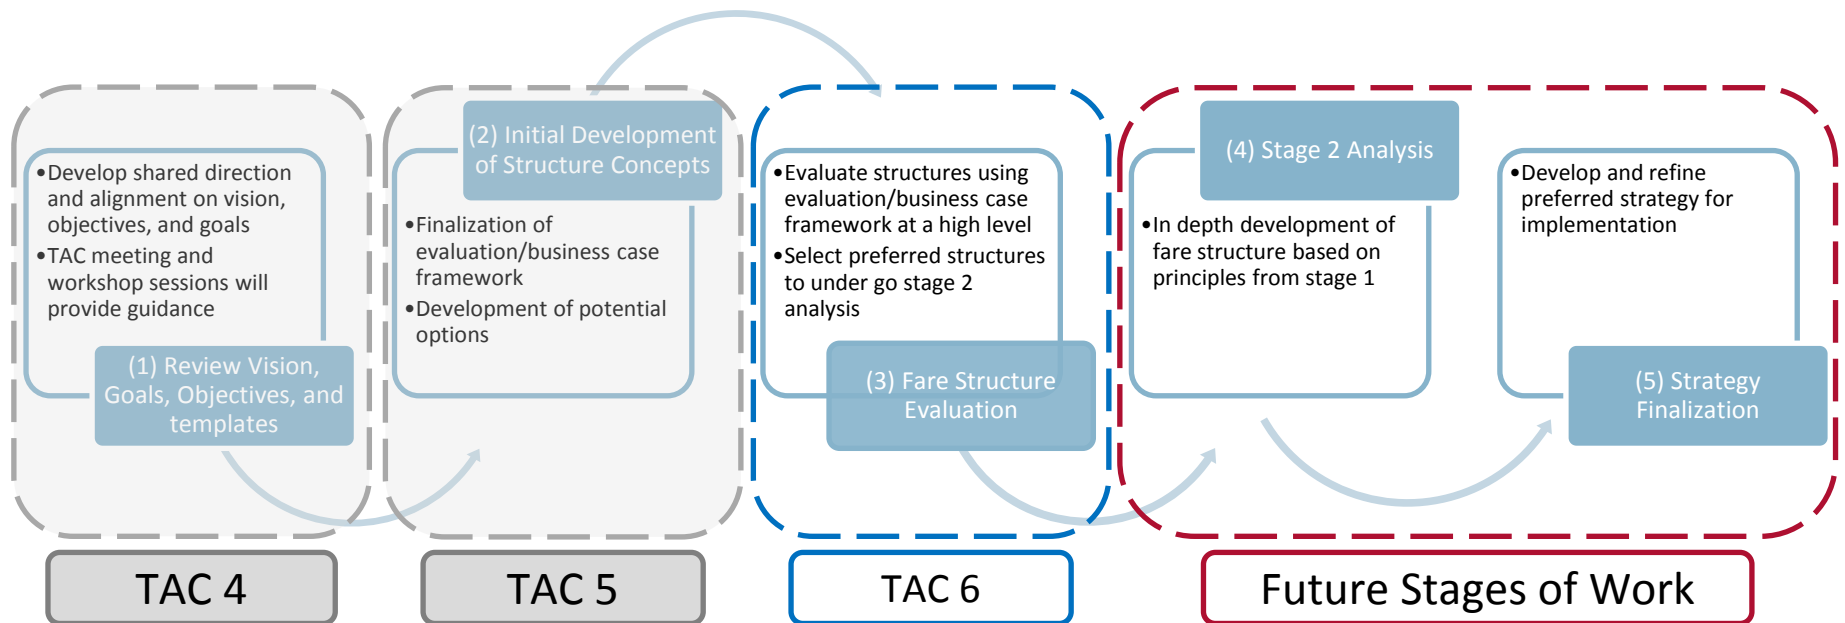 •Develop shared direction
and alignment on vision,
objectives, and goals
•TAC meeting and
workshop sessions will
provide guidance
(1) Review Vision,
Goals, Objectives, and
templates
TAC 4
(2) Initial Development
of Structure Concepts
•Finalization of
evaluation/business case
framework
•Development of potential
options
TAC 5
•Evaluate structures using
evaluation/business case
framework at a high level
•Select preferred structures
to under go stage 2
analysis
(3) Fare Structure
Evaluation
TAC 6
(4) Stage 2 Analysis
•In depth development of
fare structure based on
principles from stage 1
•Develop and refine
preferred strategy for
implementation
(5) Strategy
Finalization
Future Stages of Work